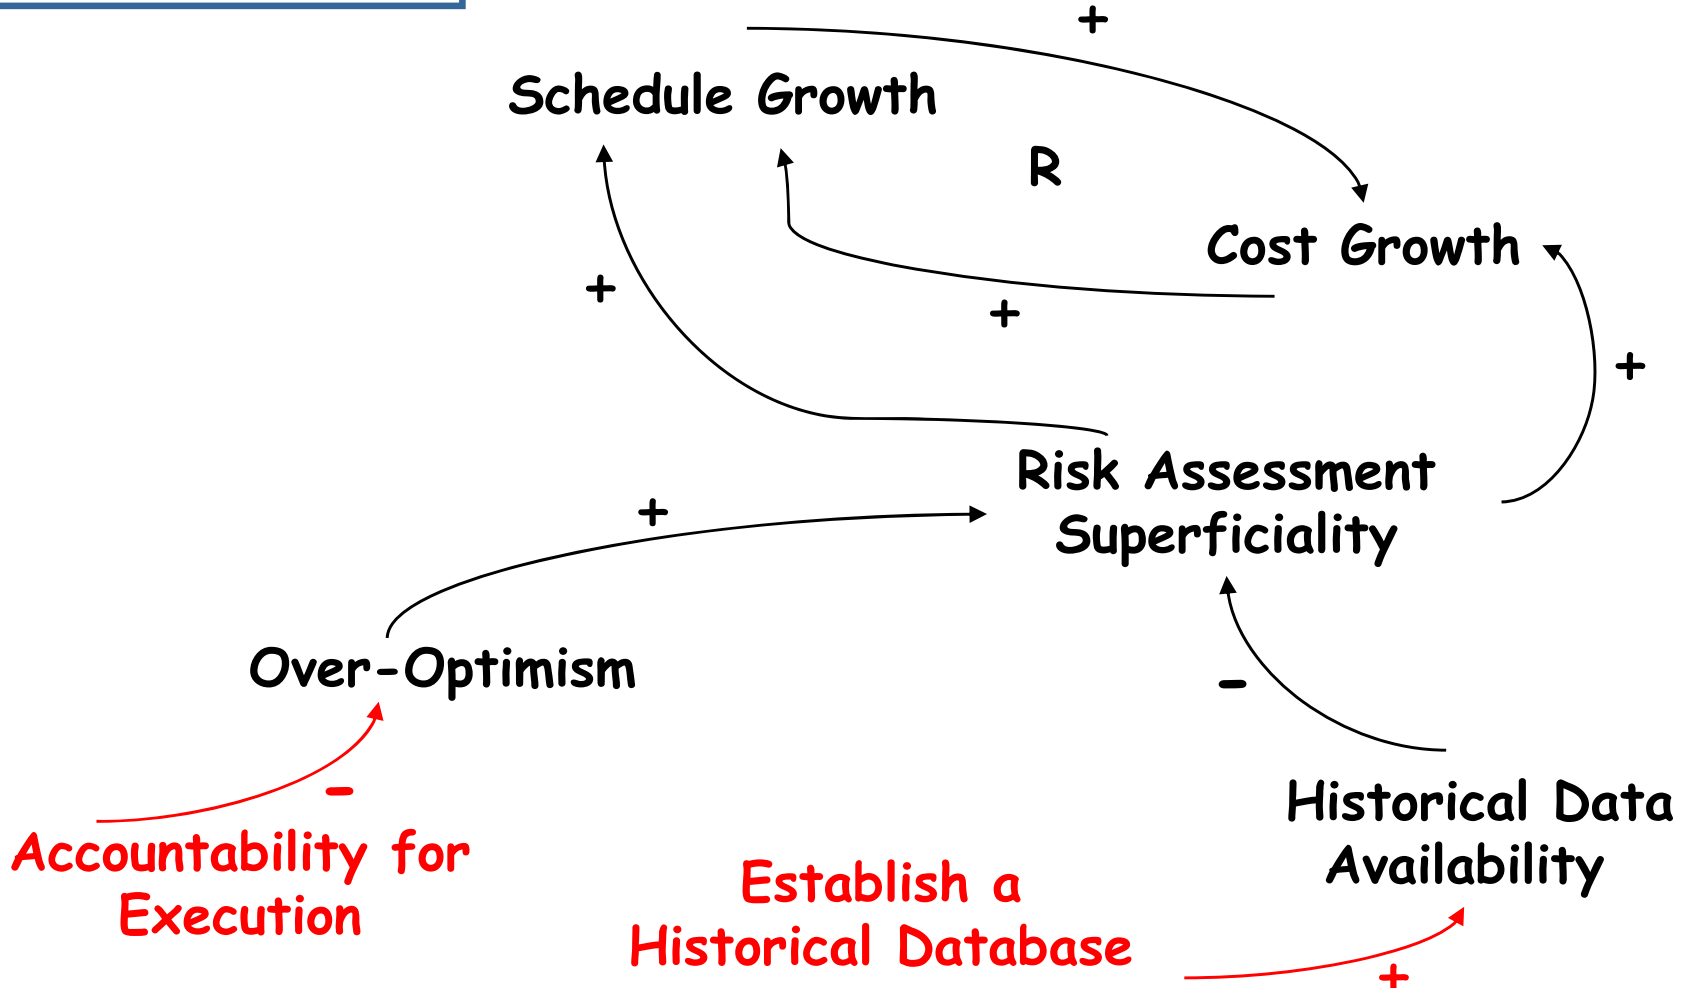 +
Schedule Growth
R
Cost Growth
+
+
+
Risk Assessment
Superficiality
+
Over-Optimism
-
-
Historical Data
Availability
Accountability for
Execution
Establish a
Historical Database
+